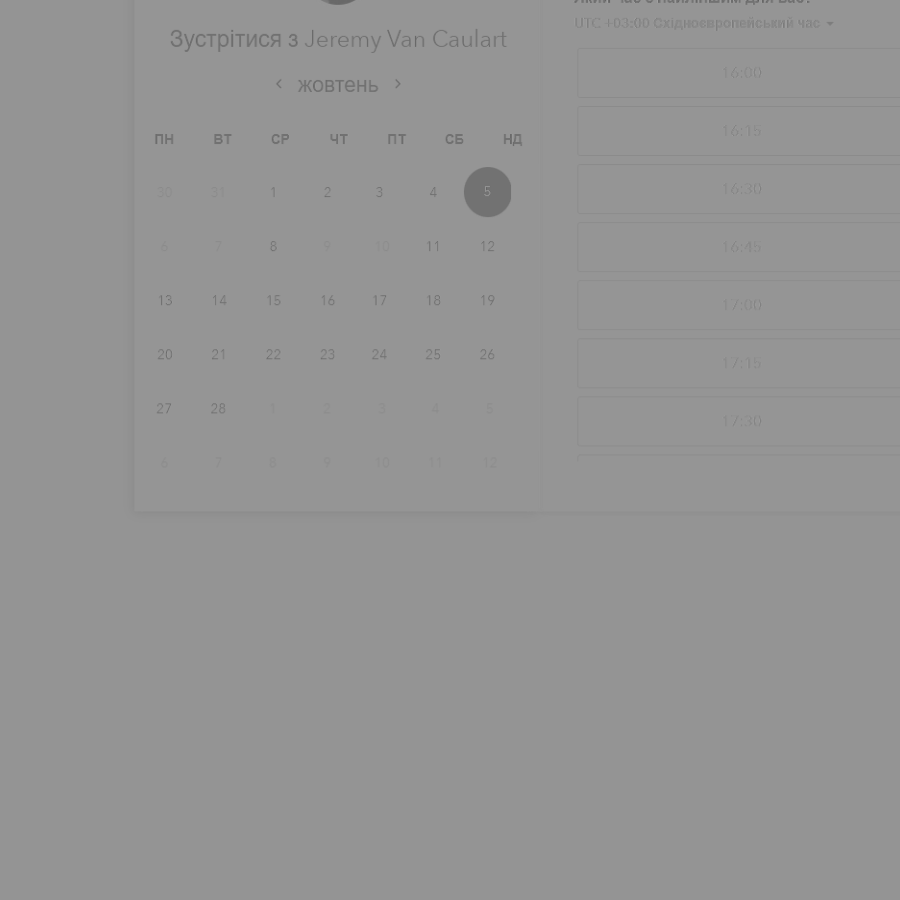 Зустрітися з Jeremy Van Caulart
жовтень
ПН ВТ СР ЧТ ПТ СБ НД
30 31 1 2 3 4 5
6 7 8 9 10 11 12
13 14 15 16 17 18 19
20 21 22 23 24 25 26
27 28 1 2 3 4 5
6 7 8 9 10 11 12
UTC +03:00 Східноєвропейський час
16:00
16:15
16:30
16:45
17:00
17:15
17:30